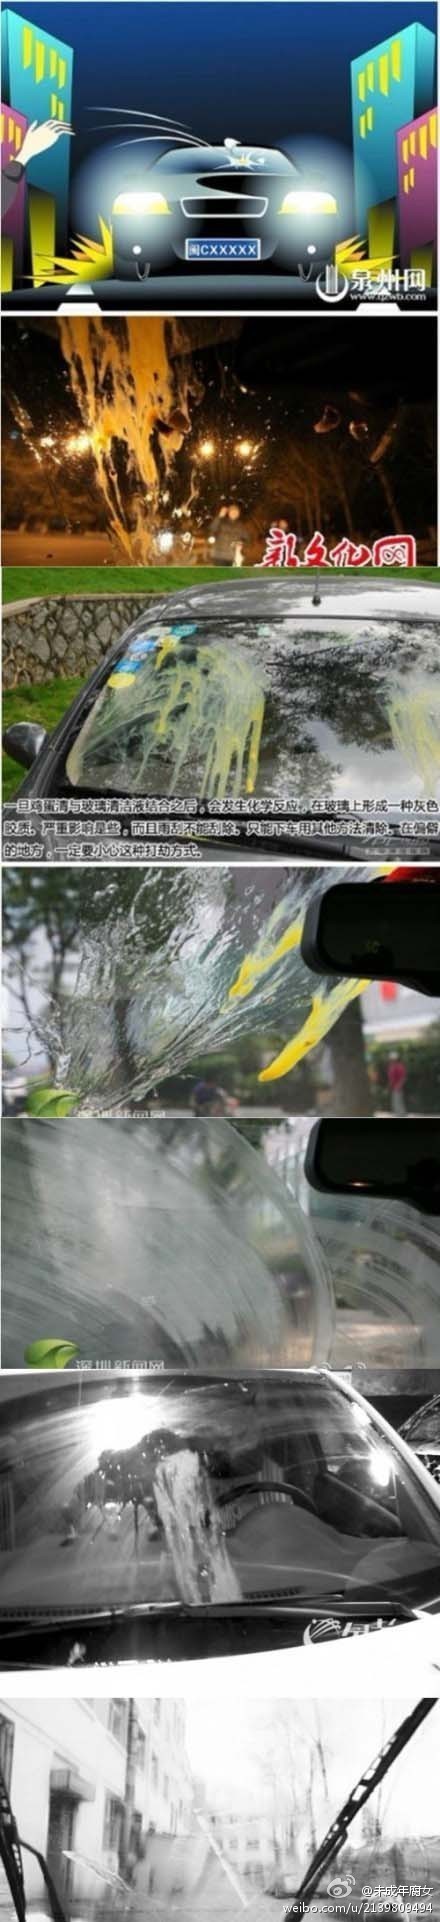 闽CXXXXX
泉州网
www.qzwb.com
新文化网
一旦鸡蛋清与玻璃清洁液结合之后，会发生化学反应，在玻璃上形成一种灰色
胶质。严重影响是些，而且雨刮不能刮除。只能下车用其他方法清除。在偏僻
的地方，一定要小心这种打劫方式。
深圳新闻网
深圳新闻网
@未成年腐女
weibo.com/u/2139809494